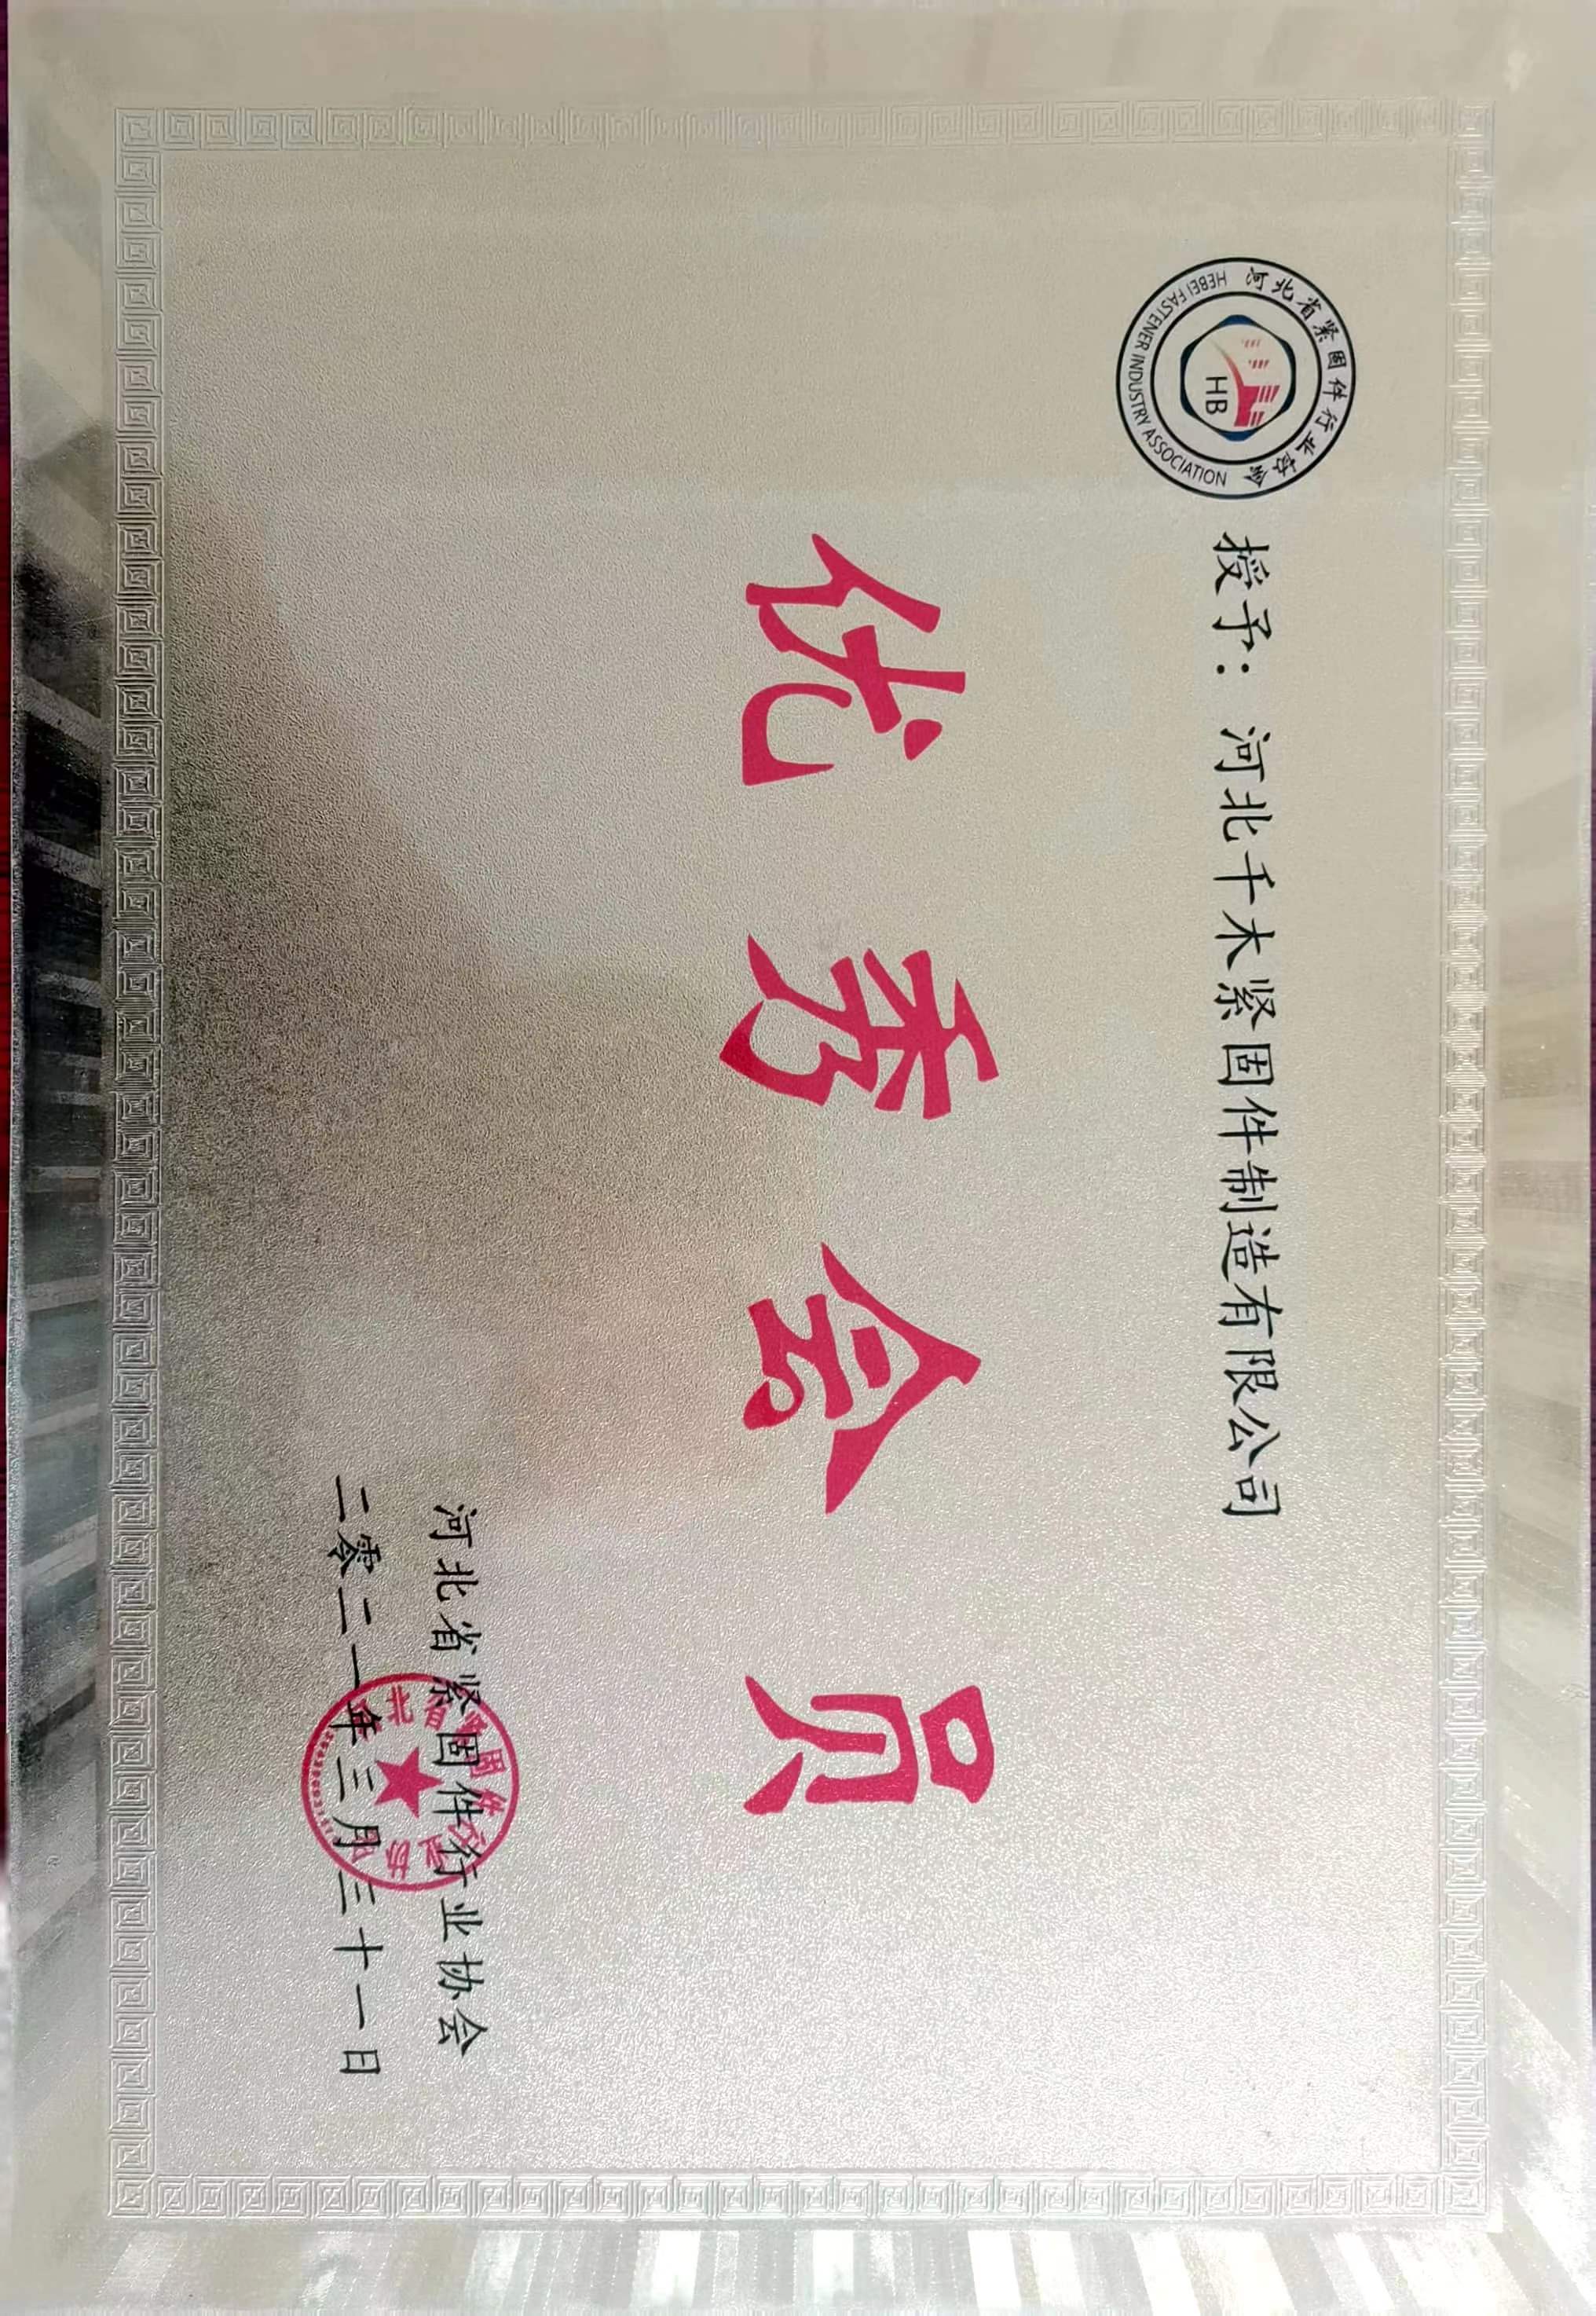 河北省紧固件行业协会
HEBEI FASTENER INDUSTRY ASSOCIATION
HB
授予：河北千木紧固件制造有限公司
优秀会员
河北省紧固件行业协会
二零二一年三月三十一日